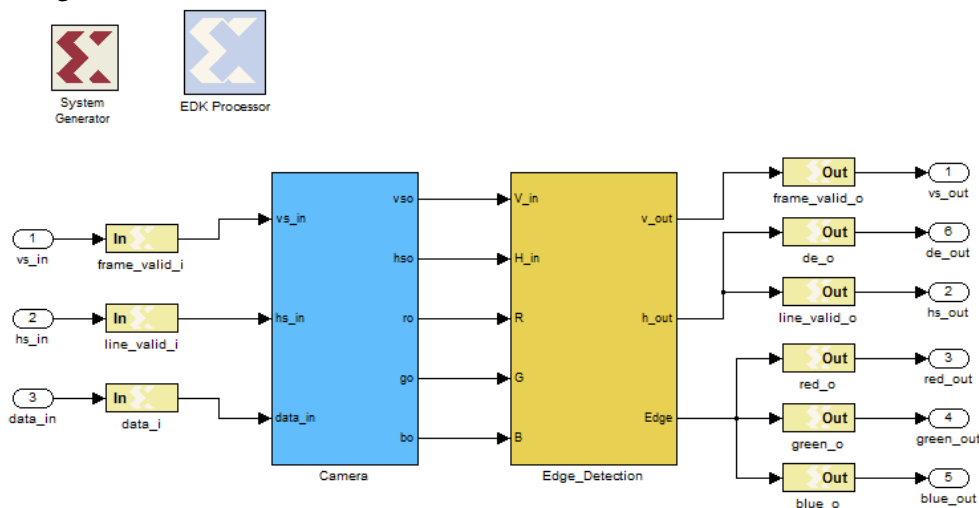 System
Generator
EDK Processor
1
vs_in
In
frame_valid_i
2
hs_in
In
line_valid_i
3
data_in
In
data_i
vs_in
hs_in
data_in
vso
hso
ro
go
bo
Camera
V_in
H_in
R
G
B
v_out
h_out
Edge
Edge_Detection
Out
frame_valid_o
1
vs_out
Out
de_o
6
de_out
Out
line_valid_o
2
hs_out
Out
red_o
3
red_out
Out
green_o
4
green_out
Out
blue_o
5
blue_out